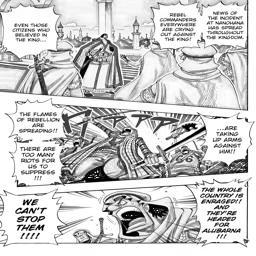 NEWS OF
THE INCIDENT
AT NANOHANA
HAS SPREAD
THROUGHOUT
THE KINGDOM.
REBEL
COMMANDERS
EVERYWHERE
ARE CRYING
OUT AGAINST
THE KING!
EVEN THOSE
CITIZENS WHO
BELIEVED IN
THE KING...
...ARE
TAKING
UP ARMS
AGAINST
HIM!!
THE FLAMES
OF REBELLION
ARE
SPREADING!!
THERE ARE
TOO MANY
RIOTS FOR
US TO
SUPPRESS
!!!
THE WHOLE
COUNTRY IS
ENRAGED!!
AND
THEY'RE
HEADED
FOR
ALUBARNA
!!!
WE
CAN'T
STOP
THEM
!!!!